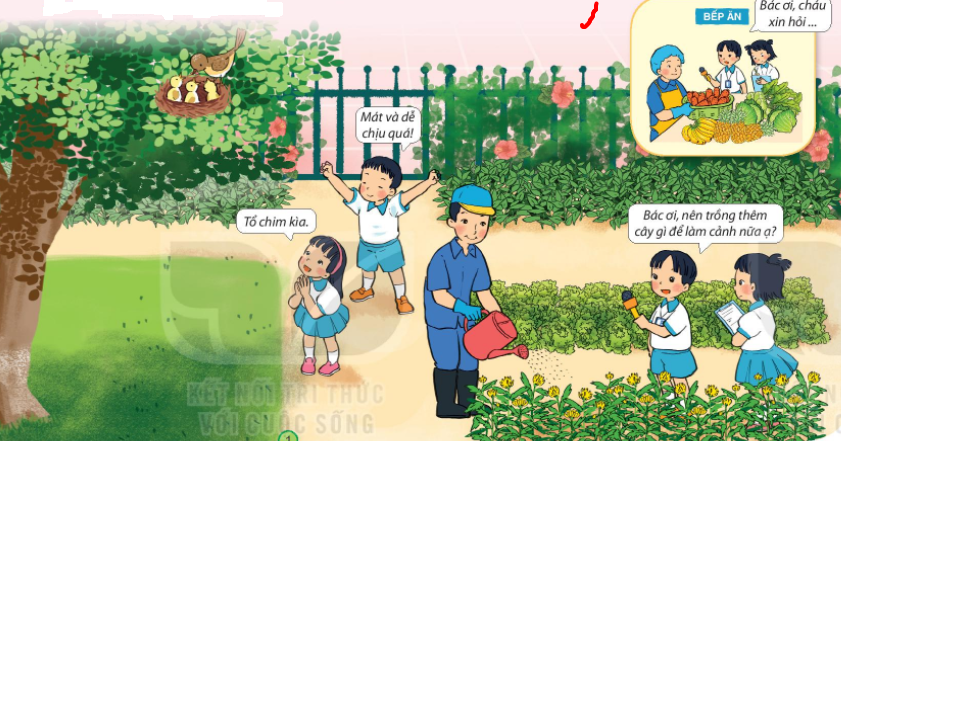 BẾP ĂN
Bác ơi, cháu
xin hỏi ...
Mát và dễ
chịu quá!
Tổ chim kìa.
Bác ơi, nên trồng thêm
cây gì để làm cảnh nữa ạ?
KẾT NỐI TRI THỨC
VỚI CUỘC SỐNG